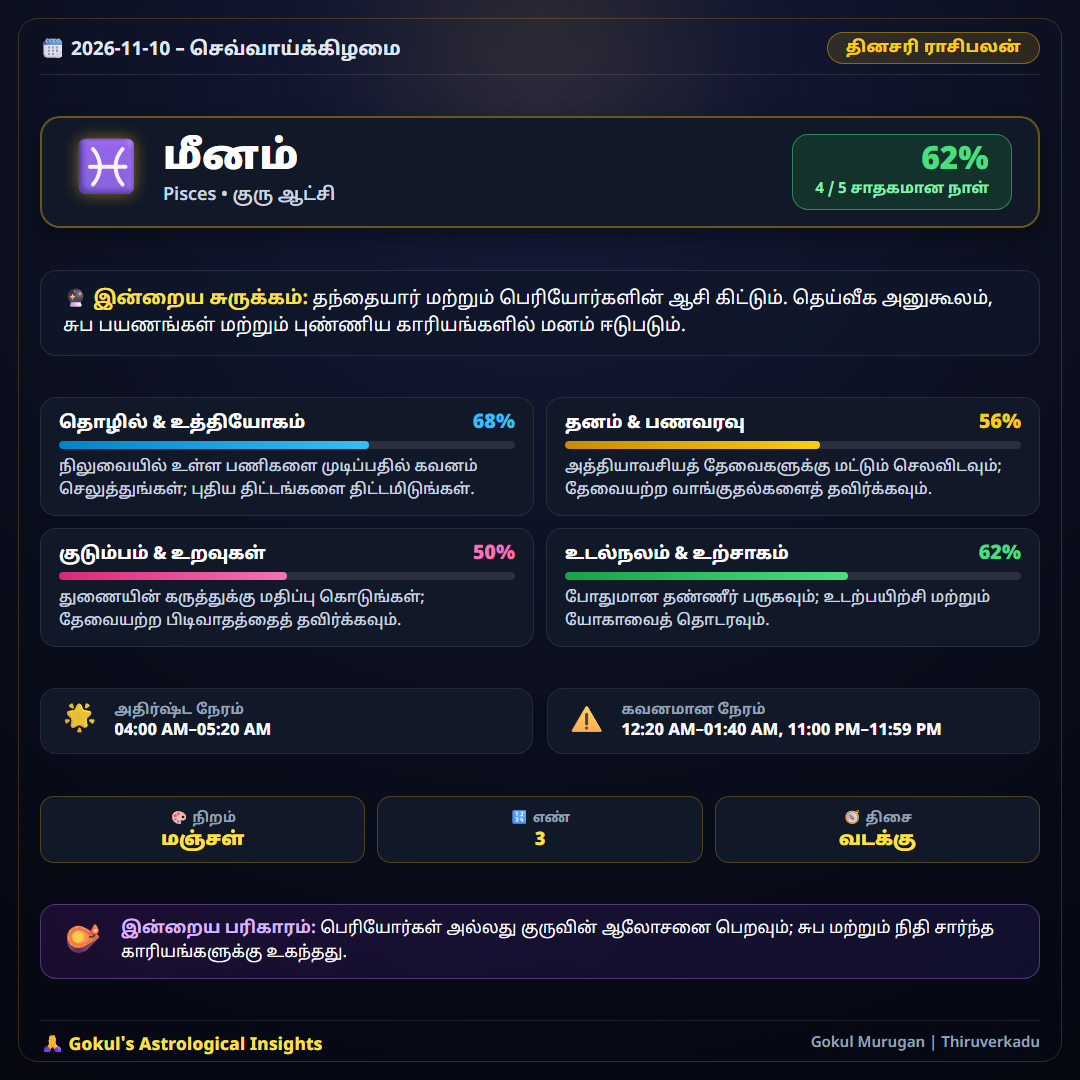 2026-11-10 – செவ்வாய்க்கிழமை
தினசரி ராசிபலன்
மீனம்
Pisces • குரு ஆட்சி
62%
4 / 5 சாதகமான நாள்
இன்றைய சுருக்கம்: தந்தையார் மற்றும் பெரியோர்களின் ஆசி கிட்டும். தெய்வீக அனுகூலம்,
சுப பயணங்கள் மற்றும் புண்ணிய காரியங்களில் மனம் ஈடுபடும்.
தொழில் & உத்தியோகம் 68%
நிலுவையில் உள்ள பணிகளை முடிப்பதில் கவனம்
செலுத்துங்கள்; புதிய திட்டங்களை திட்டமிடுங்கள்.
தனம் & பணவரவு 56%
அத்தியாவசியத் தேவைகளுக்கு மட்டும் செலவிடவும்;
தேவையற்ற வாங்குதல்களைத் தவிர்க்கவும்.
குடும்பம் & உறவுகள் 50%
துணையின் கருத்துக்கு மதிப்பு கொடுங்கள்;
தேவையற்ற பிடிவாதத்தைத் தவிர்க்கவும்.
உடல்நலம் & உற்சாகம் 62%
போதுமான தண்ணீர் பருகவும்; உடற்பயிற்சி மற்றும்
யோகாவைத் தொடரவும்.
அதிர்ஷ்ட நேரம்
04:00 AM–05:20 AM
கவனமான நேரம்
12:20 AM–01:40 AM, 11:00 PM–11:59 PM
நிறம்
மஞ்சள்
எண்
3
திசை
வடக்கு
இன்றைய பரிகாரம்: பெரியோர்கள் அல்லது குருவின் ஆலோசனை பெறவும்; சுப மற்றும் நிதி சார்ந்த
காரியங்களுக்கு உகந்தது.
Gokul's Astrological Insights
Gokul Murugan | Thiruverkadu